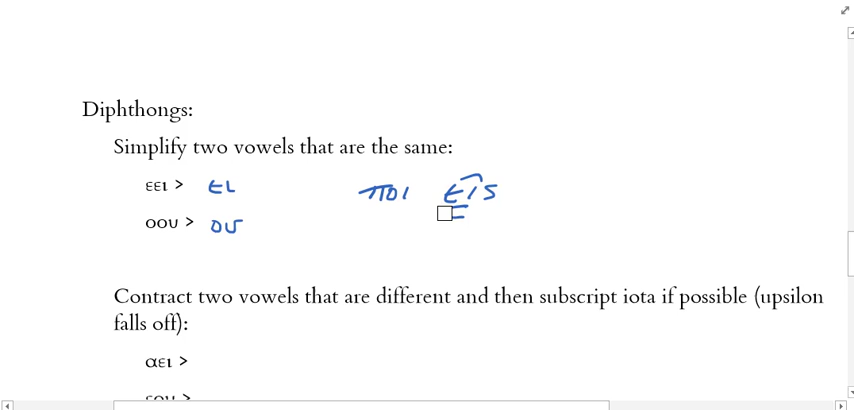 Diphthongs:
Simplify two vowels that are the same:
εει > ει ποι εῖς
οου > ου ε
Contract two vowels that are different and then subscript iota if possible (upsilon
falls off):
αει >
εου >